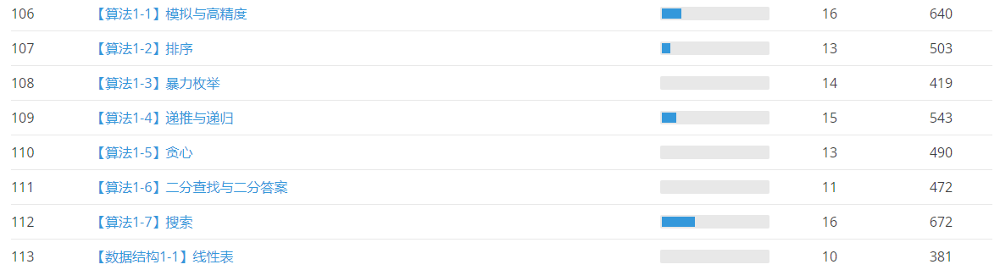 106 【算法1-1】模拟与高精度 16 640
107 【算法1-2】排序 13 503
108 【算法1-3】暴力枚举 14 419
109 【算法1-4】递推与递归 15 543
110 【算法1-5】贪心 13 490
111 【算法1-6】二分查找与二分答案 11 472
112 【算法1-7】搜索 16 672
113 【数据结构1-1】线性表 10 381